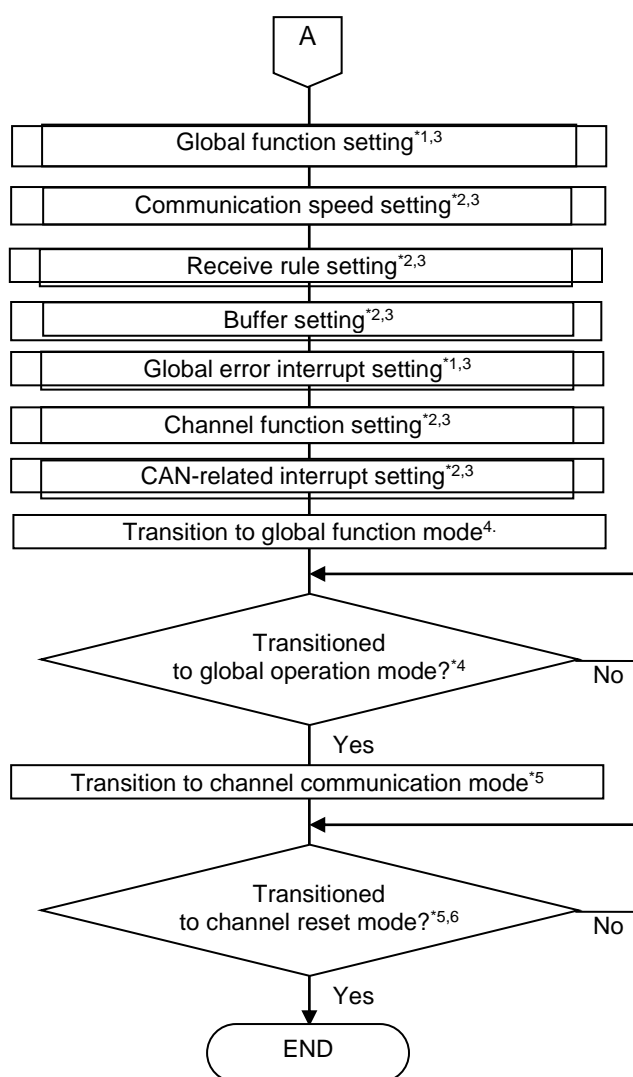 A
Global function setting*1,3
Communication speed setting*2,3
Receive rule setting*2,3
Buffer setting*2,3
Global error interrupt setting*1,3
Channel function setting*2,3
CAN-related interrupt setting*2,3
Transition to global function mode4.
Transitioned
to global operation mode?*4
No
Yes
Transition to channel communication mode*5
Transitioned
to channel reset mode?*5,6
No
Yes
END